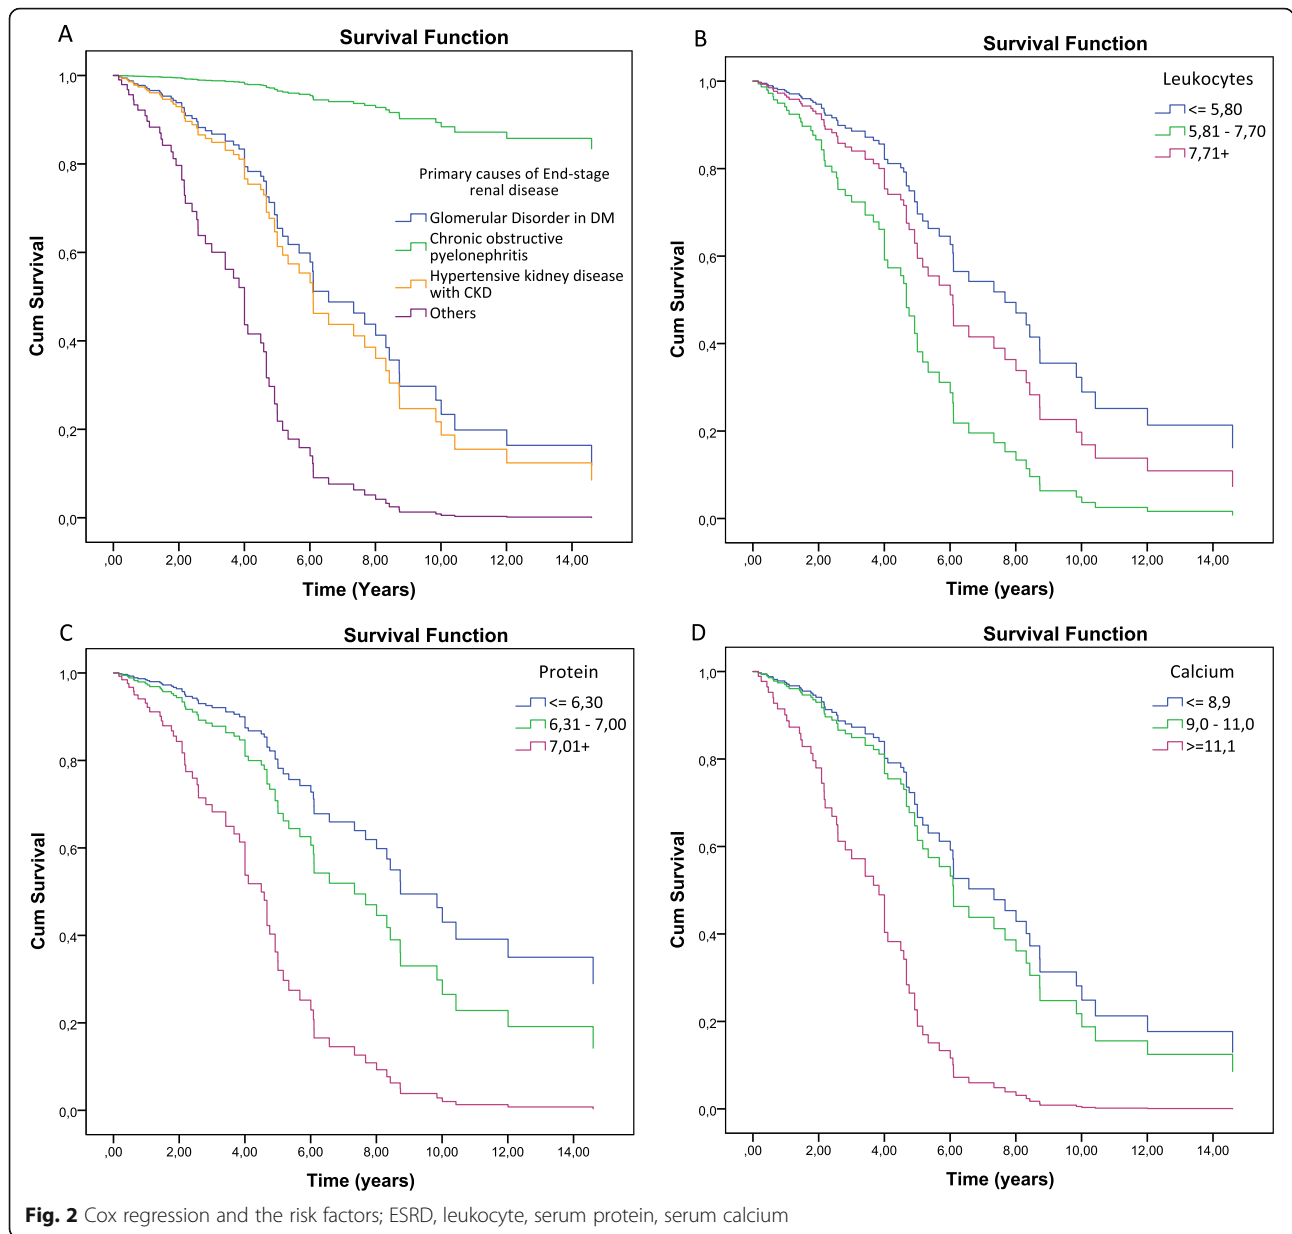 A
Survival Function
Cum Survival
1,0
0,8
0,6
0,4
0,2
0,0
Primary causes of End-stage
renal disease
Glomerular Disorder in DM
Chronic obstructive
pyelonephritis
Hypertensive kidney disease
with CKD
Others
,00 2,00 4,00 6,00 8,00 10,00 12,00 14,00
Time (Years)
B
Survival Function
Cum Survival
1,0
0,8
0,6
0,4
0,2
0,0
Leukocytes
<= 5,80
5,81 - 7,70
7,71+
,00 2,00 4,00 6,00 8,00 10,00 12,00 14,00
Time (years)
C
Survival Function
Cum Survival
1,0
0,8
0,6
0,4
0,2
0,0
Protein
<= 6,30
6,31 - 7,00
7,01+
,00 2,00 4,00 6,00 8,00 10,00 12,00 14,00
Time (years)
D
Survival Function
Cum Survival
1,0
0,8
0,6
0,4
0,2
0,0
Calcium
<= 8,9
9,0 - 11,0
>=11,1
,00 2,00 4,00 6,00 8,00 10,00 12,00 14,00
Time (years)
Fig. 2 Cox regression and the risk factors; ESRD, leukocyte, serum protein, serum calcium